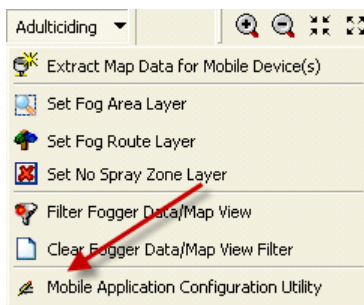 Adulticiding
Extract Map Data for Mobile Device(s)
Set Fog Area Layer
Set Fog Route Layer
Set No Spray Zone Layer
Filter Fogger Data/Map View
Clear Fogger Data/Map View Filter
Mobile Application Configuration Utility